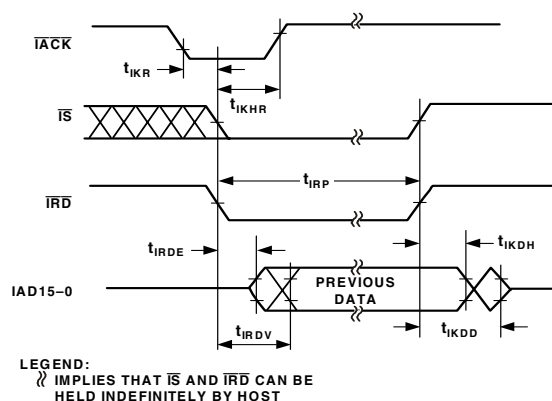 IACK
tIKR
tIKHR
IS
tIRP
IRD
tIRDE
tIKDH
IAD15–0
PREVIOUS
DATA
tIKDD
tIRDV
LEGEND:
IMPLIES THAT IS AND IRD CAN BE
HELD INDEFINITELY BY HOST